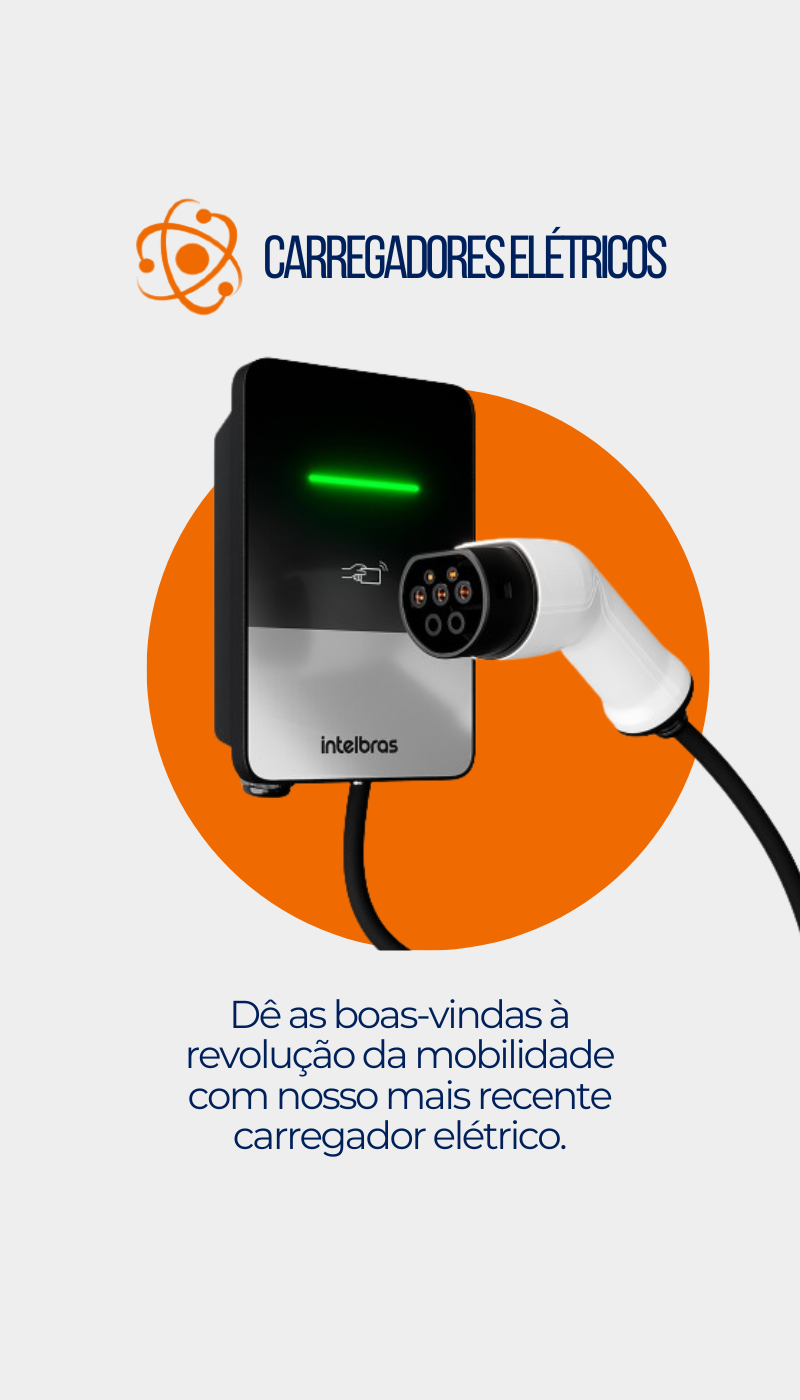 CARREGADORES ELÉTRICOS
intelbras
Dê as boas-vindas à
revolução da mobilidade
com nosso mais recente
carregador elétrico.